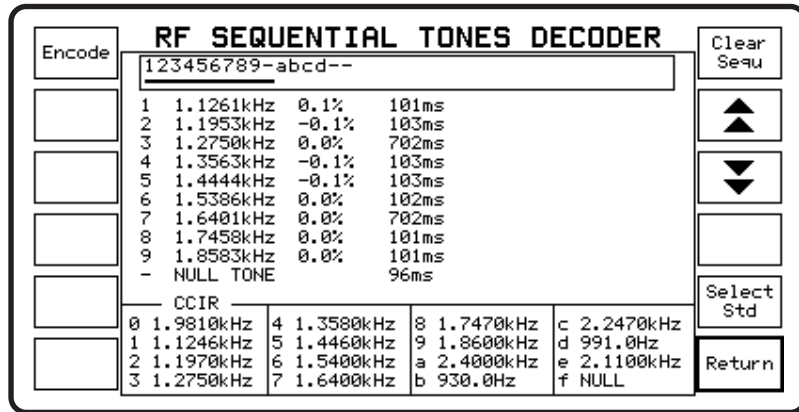 RF SEQUENTIAL TONES DECODER
Encode
Clear
Sequ
123456789-abcd--
1 1.1261kHz 0.1% 101ms
2 1.1953kHz -0.1% 103ms
3 1.2750kHz 0.0% 702ms
4 1.3563kHz -0.1% 103ms
5 1.4444kHz -0.1% 103ms
6 1.5386kHz 0.0% 102ms
7 1.6401kHz 0.0% 702ms
8 1.7458kHz 0.0% 101ms
9 1.8583kHz 0.0% 101ms
- NULL TONE 96ms
Select
Std
CCIR
0 1.9810kHz 4 1.3580kHz 8 1.7470kHz c 2.2470kHz
1 1.1246kHz 5 1.4460kHz 9 1.8600kHz d 991.0Hz
2 1.1970kHz 6 1.5400kHz a 2.4000kHz e 2.1100kHz
3 1.2750kHz 7 1.6400kHz b 930.0Hz f NULL
Return